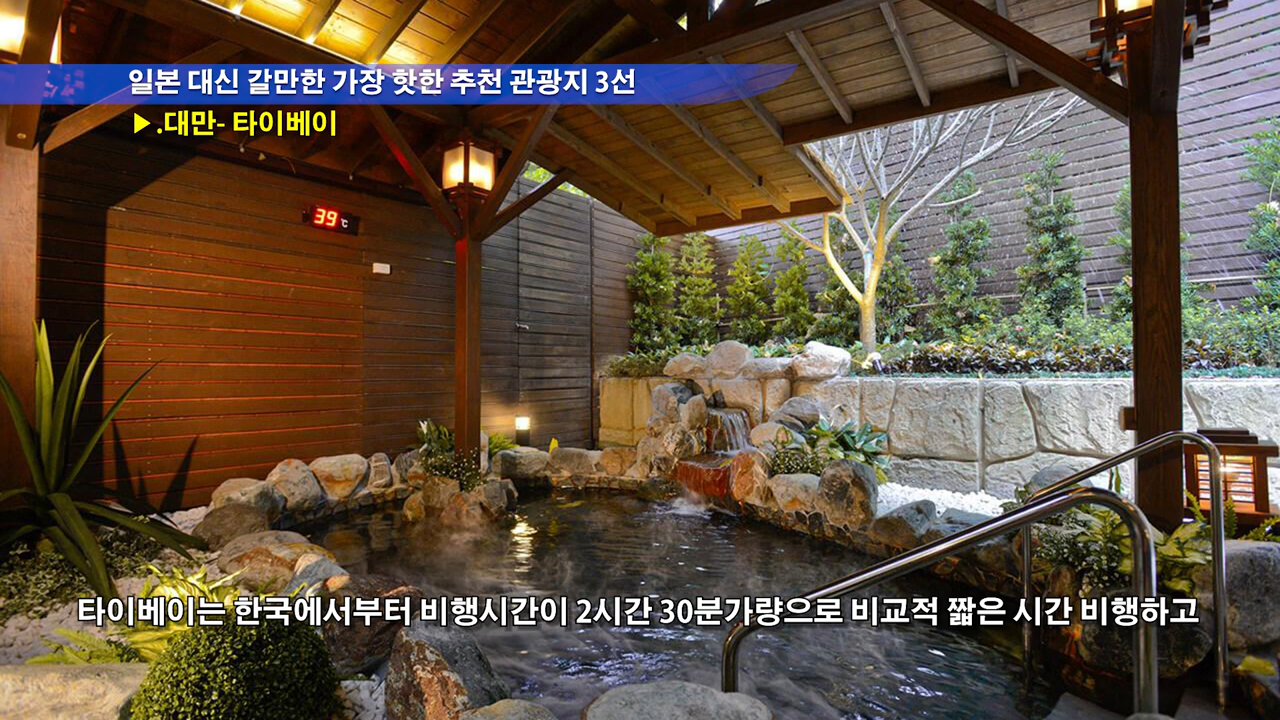 일본 대신 갈만한 가장 핫한 추천 관광지 3선
▶.대만- 타이베이
39 ℃
타이베이는 한국에서부터 비행시간이 2시간 30분가량으로 비교적 짧은 시간 비행하고